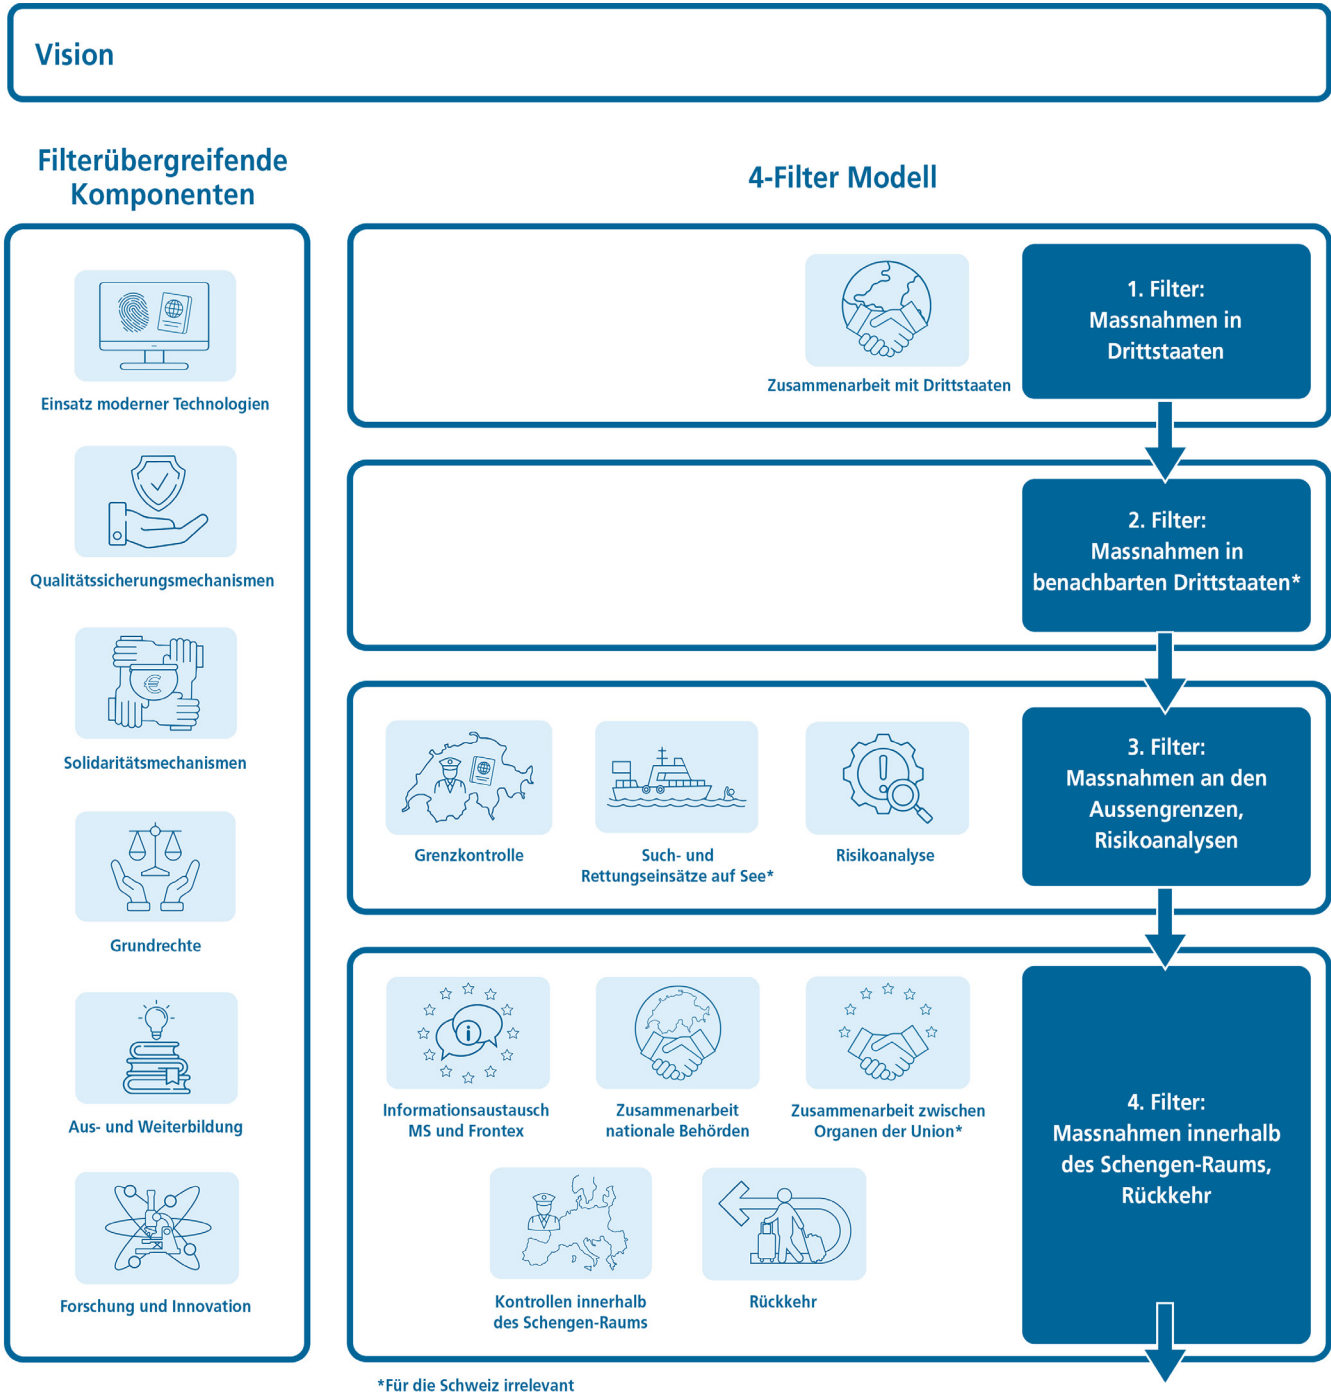 Vision
Filterübergreifende
Komponenten
Einsatz moderner Technologien
Qualitätssicherungsmechanismen
€
Solidaritätsmechanismen
Grundrechte
Aus- und Weiterbildung
Forschung und Innovation
4-Filter Modell
Zusammenarbeit mit Drittstaaten
1. Filter:
Massnahmen in
Drittstaaten
2. Filter:
Massnahmen in
benachbarten Drittstaaten*
Grenzkontrolle
Such- und
Rettungseinsätze auf See*
!
Risikoanalyse
3. Filter:
Massnahmen an den
Aussengrenzen,
Risikoanalysen
i
Informationsaustausch
MS und Frontex
Zusammenarbeit
nationale Behörden
Zusammenarbeit zwischen
Organen der Union*
Kontrollen innerhalb
des Schengen-Raums
Rückkehr
4. Filter:
Massnahmen innerhalb
des Schengen-Raums,
Rückkehr
*Für die Schweiz irrelevant